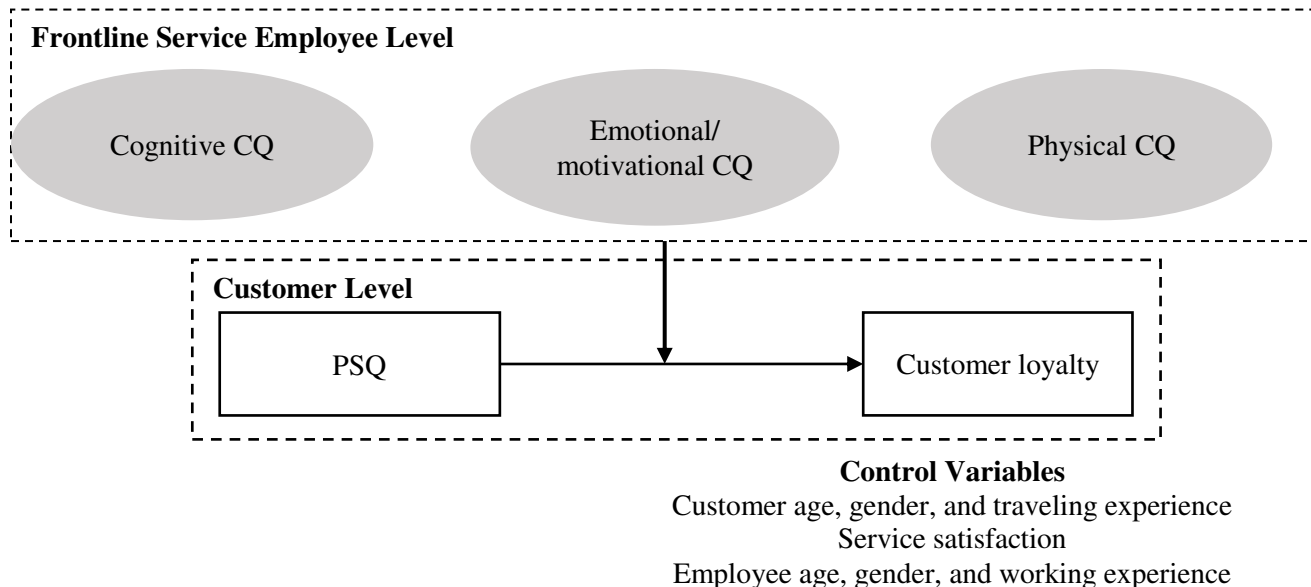 Frontline Service Employee Level
Cognitive CQ
Emotional/
motivational CQ
Physical CQ
Customer Level
PSQ
Customer loyalty
Control Variables
Customer age, gender, and traveling experience
Service satisfaction
Employee age, gender, and working experience